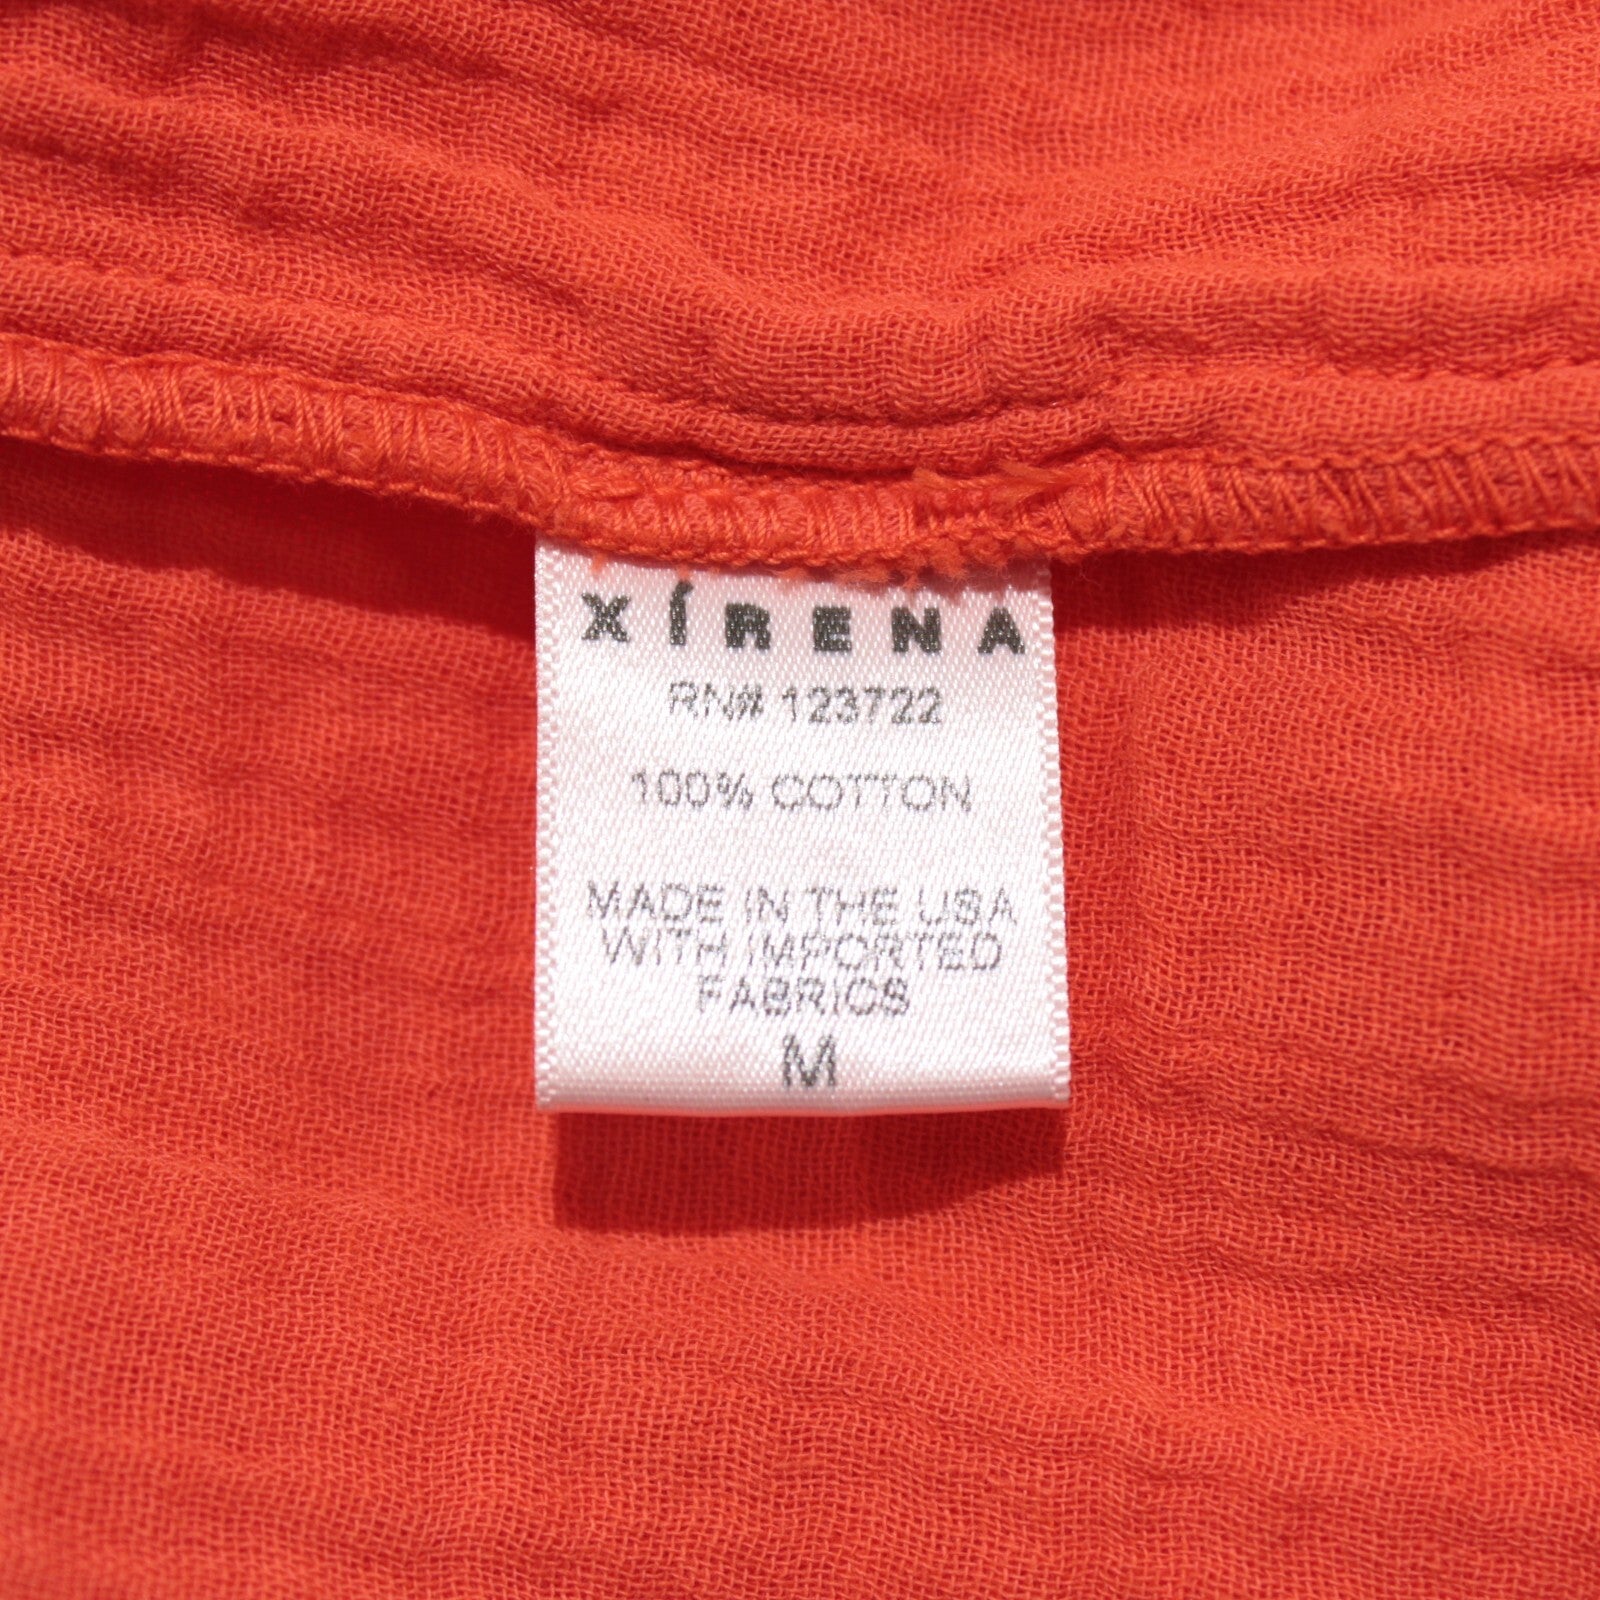 XÍRENA
RN# 123722
100% COTTON
MADE IN THE USA
WITH IMPORTED
FABRICS
M